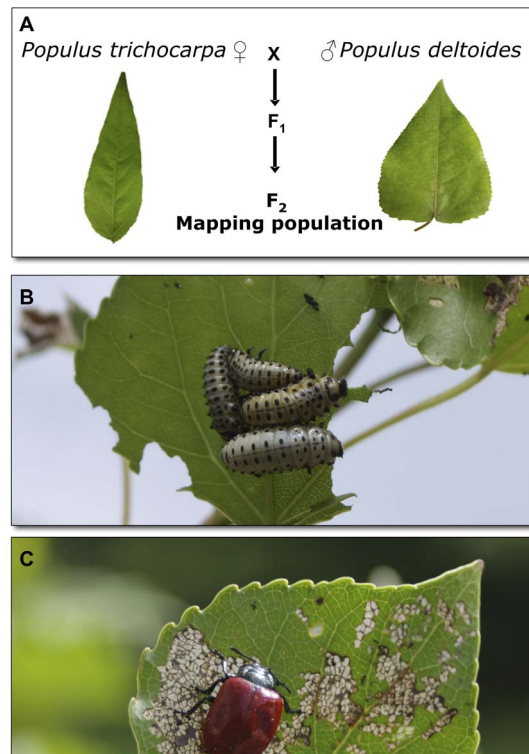 A
Populus trichocarpa ♀ X ♂ Populus deltoides
F₁
F₂
Mapping population
B
C